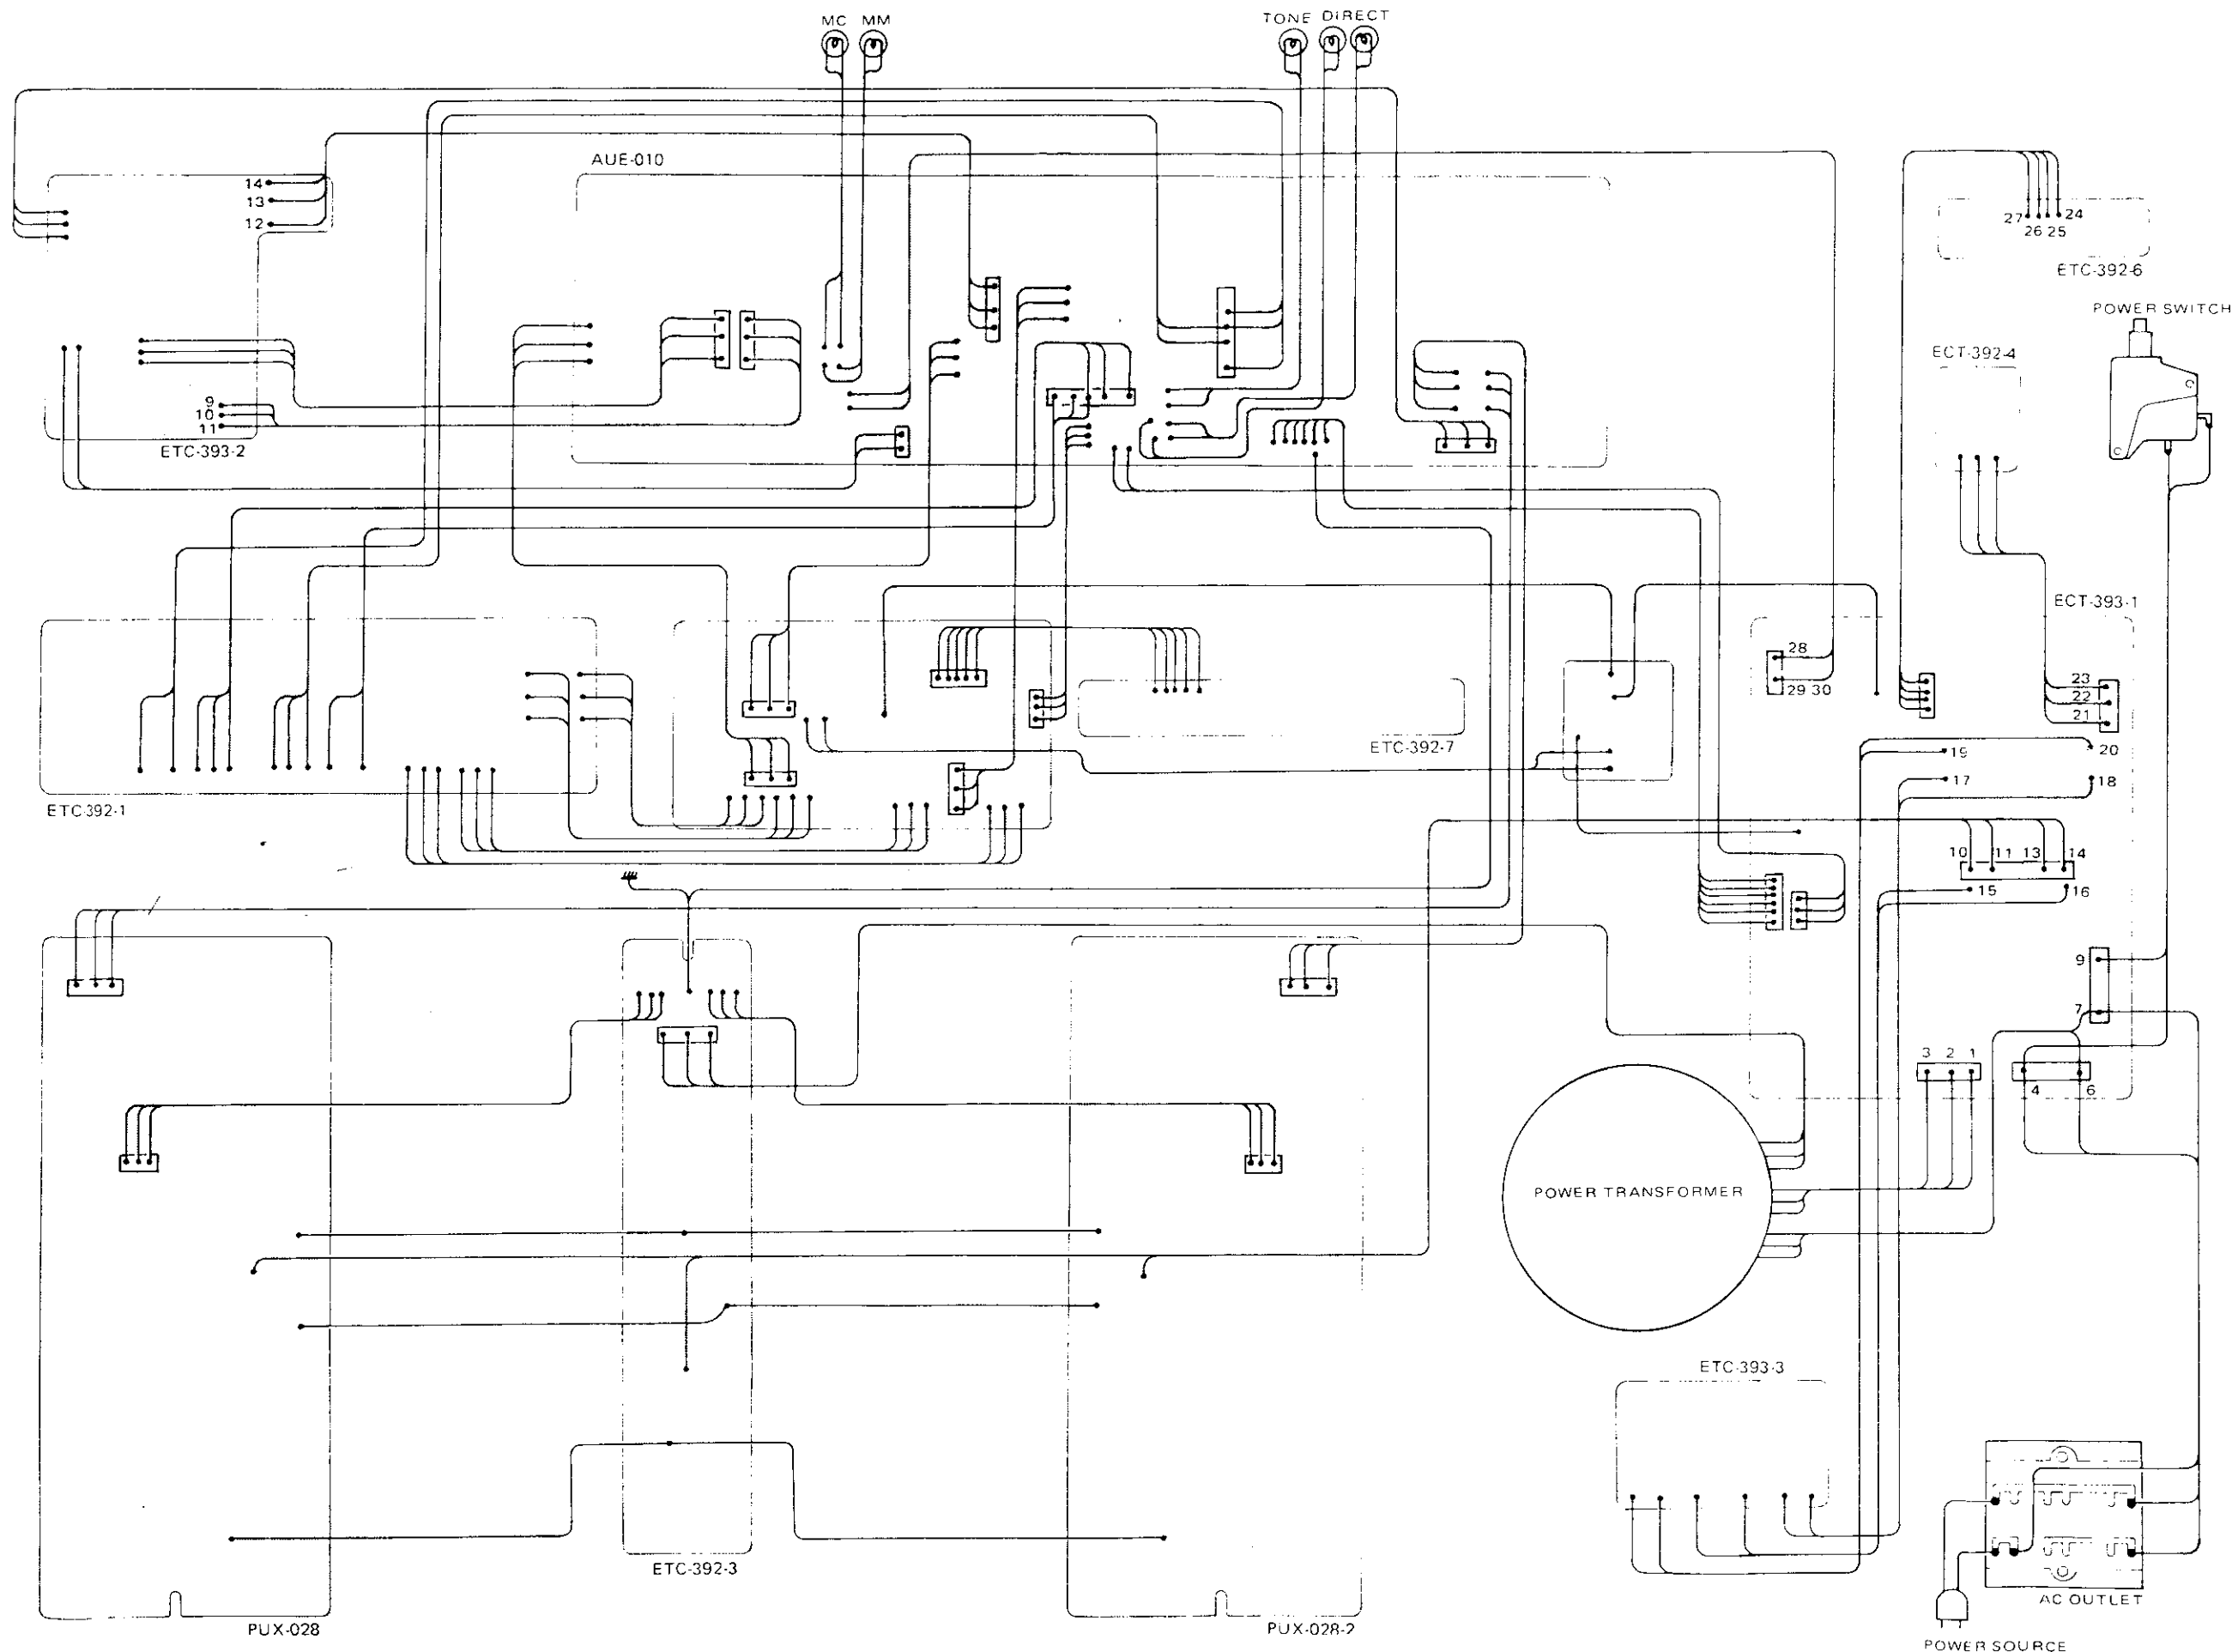 MC MM
TONE DIRECT
AUE-010
14
13
12
27 24
26 25
ETC-392-6
POWER SWITCH
ECT-392-4
9
10
11
ETC-393-2
ECT-393-1
28
29 30
23
22
21
ETC-392-7
19 20
17 18
ETC-392-1
10 11 13 14
15 16
9
7
3 2 1
4 6
POWER TRANSFORMER
ETC-393-3
ETC-392-3
AC OUTLET
PUX-028
PUX-028-2
POWER SOURCE